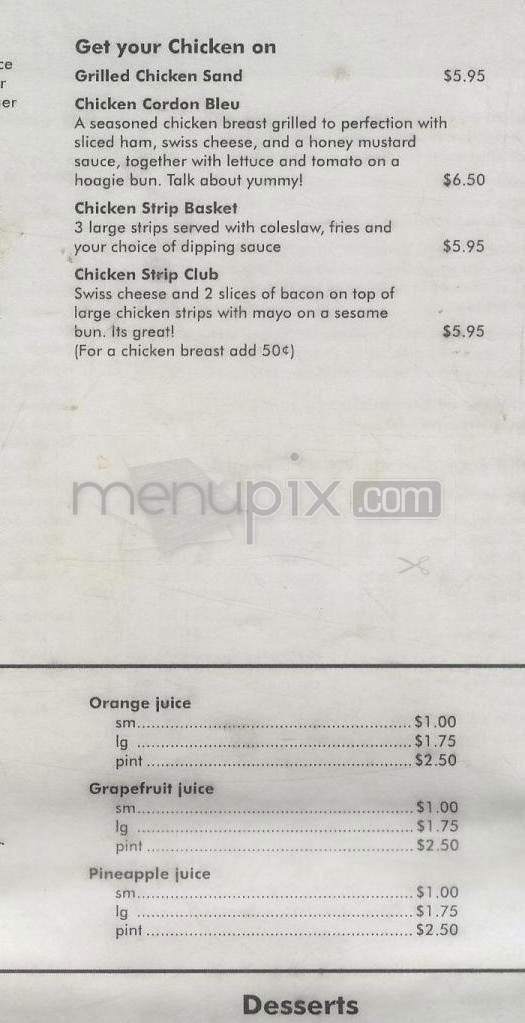 ce
r
er
Get your Chicken on
Grilled Chicken Sand $5.95
Chicken Cordon Bleu
A seasoned chicken breast grilled to perfection with
sliced ham, swiss cheese, and a honey mustard
sauce, together with lettuce and tomato on a
hoagie bun. Talk about yummy! $6.50
Chicken Strip Basket
3 large strips served with coleslaw, fries and
your choice of dipping sauce $5.95
Chicken Strip Club
Swiss cheese and 2 slices of bacon on top of
large chicken strips with mayo on a sesame
bun. Its great! $5.95
(For a chicken breast add 50¢)
menupix.com
Orange juice
sm.................................................. $1.00
lg .................................................. $1.75
pint ................................................ $2.50
Grapefruit juice
sm.................................................. $1.00
lg .................................................. $1.75
pint ................................................ $2.50
Pineapple juice
sm.................................................. $1.00
lg .................................................. $1.75
pint ................................................ $2.50
Desserts